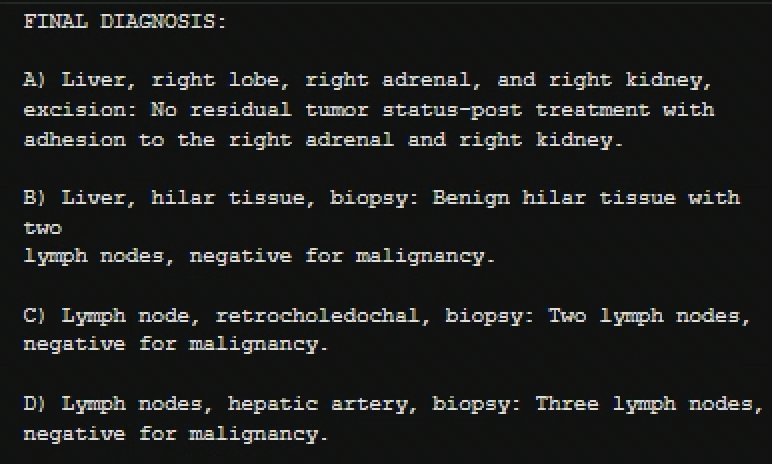 FINAL DIAGNOSIS:
A) Liver, right lobe, right adrenal, and right kidney,
excision: No residual tumor status-post treatment with
adhesion to the right adrenal and right kidney.
B) Liver, hilar tissue, biopsy: Benign hilar tissue with
two
lymph nodes, negative for malignancy.
C) Lymph node, retrocholedochal, biopsy: Two lymph nodes,
negative for malignancy.
D) Lymph nodes, hepatic artery, biopsy: Three lymph nodes,
negative for malignancy.